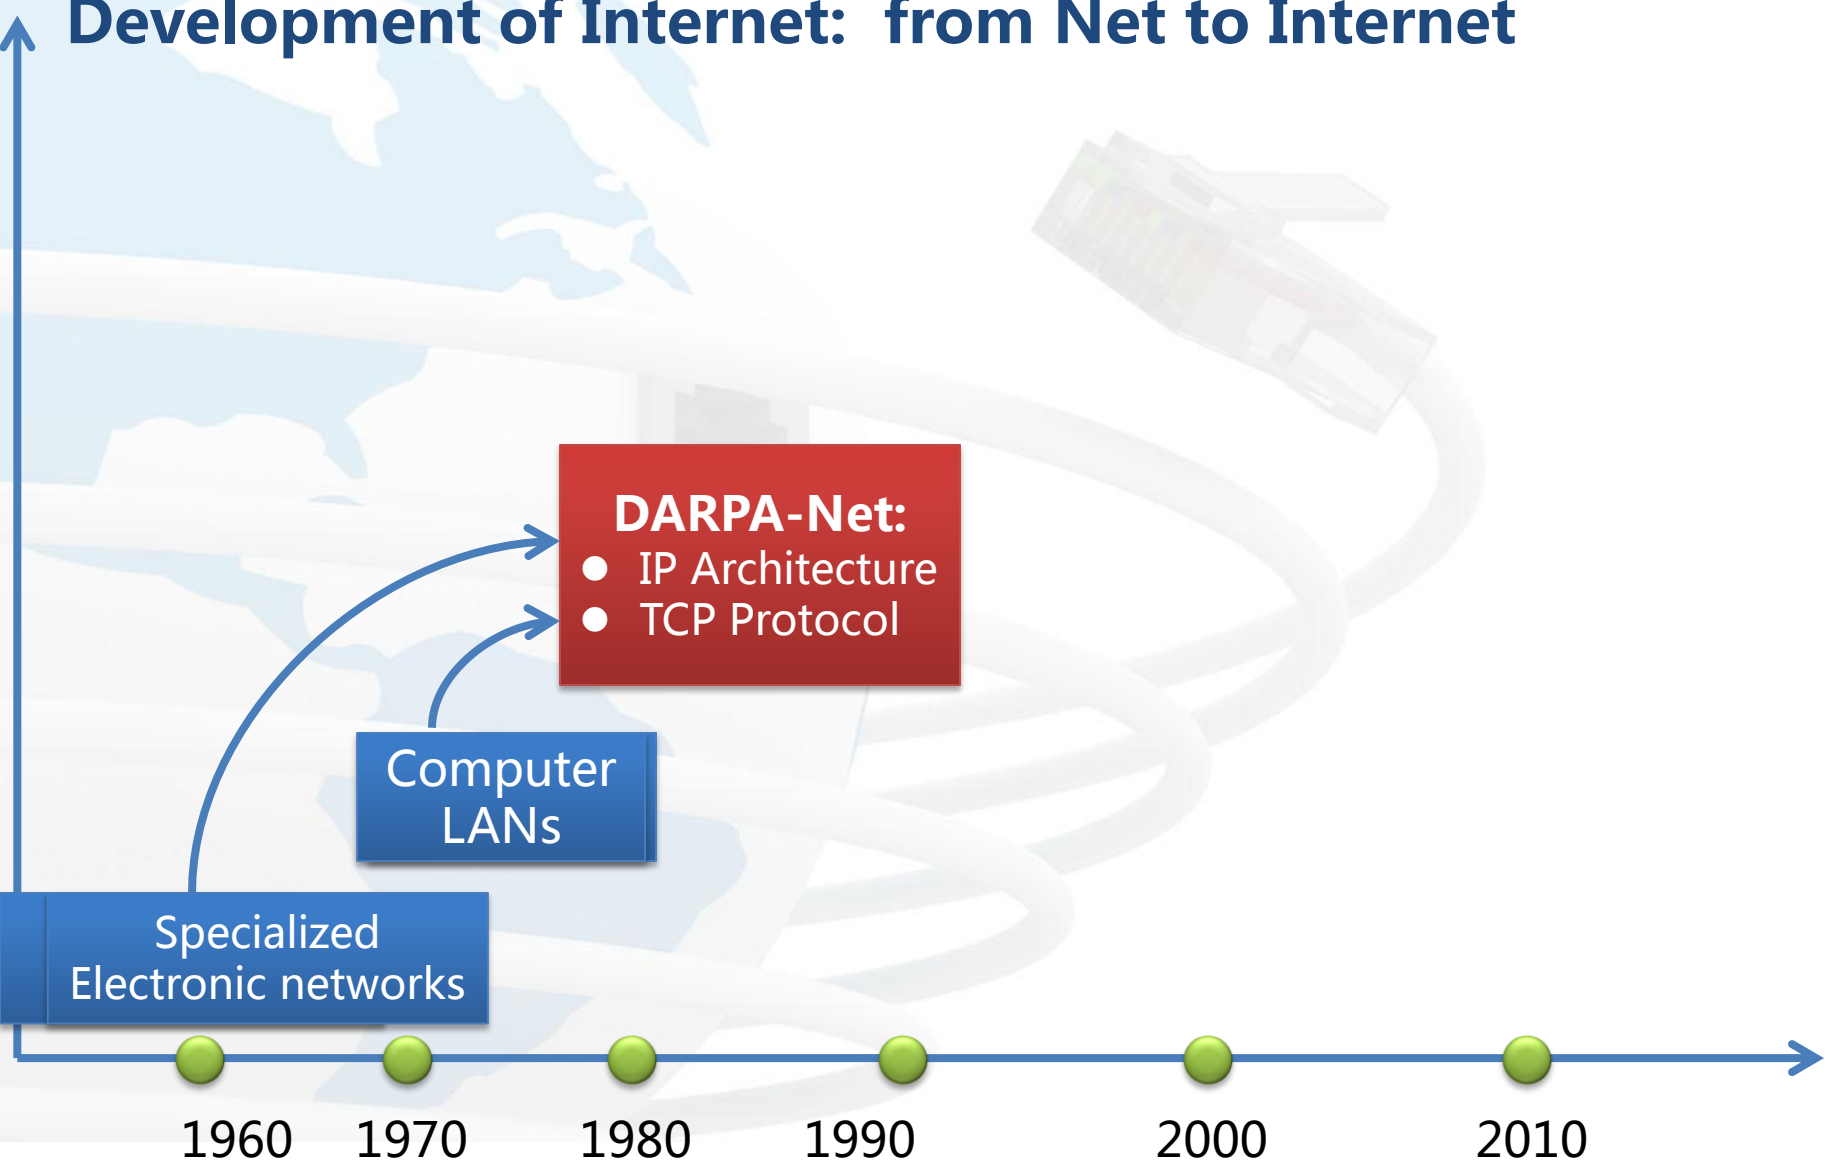 Development of Internet: from Net to Internet
DARPA-Net:
● IP Architecture
● TCP Protocol
Computer
LANs
Specialized
Electronic networks
1960 1970 1980 1990 2000 2010